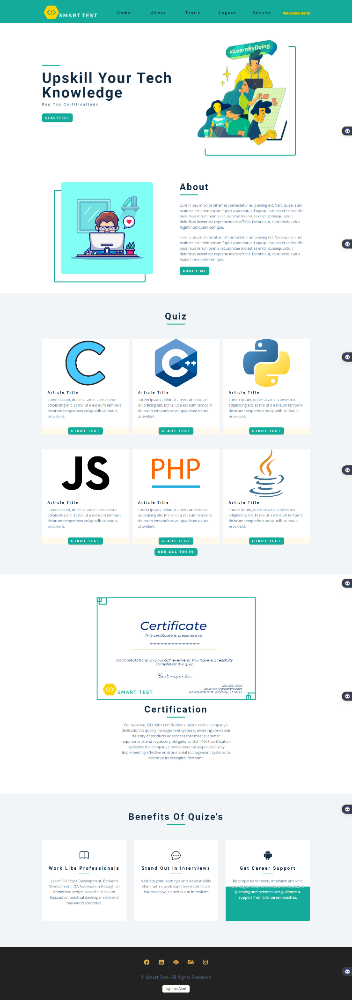 SMART TEST
Home About Test's Logout Results Welcome Harry
#LearnByDoing
Upskill Your Tech
Knowledge
Bag Top Certifications
STARTTEST
About
Lorem ipsum dolor sit amet consectetur adipisicing elit. Vero quae, eum
maiores est enim earum fugiat aspernatur. Fuga qui iste amet reiciendis
possimus rerum omnis recusandae molestias error consequuntur,
doloribus inventore reprehenderit officiis. Dolore aut, repellendus eius
fugiat numquam cumque.
Lorem ipsum dolor sit amet consectetur adipisicing elit. Vero quae, eum
maiores est enim earum fugiat aspernatur. Fuga qui iste amet reiciendis
possimus rerum omnis recusandae molestias error consequuntur,
doloribus inventore reprehenderit officiis. Dolore aut, repellendus eius
fugiat numquam cumque.
ABOUT ME
Quiz
C
Article Title
Lorem ipsum, dolor sit amet consectetur
adipisicing elit. Et nisi ut a est eum tempora
dolorum temporibus voluptatibus! Natus,
provident.
START TEST
C++
Article Title
Lorem ipsum, dolor sit amet consectetur
adipisicing elit. Et nisi ut a est eum tempora
dolorum temporibus voluptatibus! Natus,
provident.
START TEST
Article Title
Lorem ipsum, dolor sit amet consectetur
adipisicing elit. Et nisi ut a est eum tempora
dolorum temporibus voluptatibus! Natus,
provident.
START TEST
JS
Article Title
Lorem ipsum, dolor sit amet consectetur
adipisicing elit. Et nisi ut a est eum tempora
dolorum temporibus voluptatibus! Natus,
provident.
START TEST
PHP
Article Title
Lorem ipsum, dolor sit amet consectetur
adipisicing elit. Et nisi ut a est eum tempora
dolorum temporibus voluptatibus! Natus,
provident.
START TEST
Article Title
Lorem ipsum, dolor sit amet consectetur
adipisicing elit. Et nisi ut a est eum tempora
dolorum temporibus voluptatibus! Natus,
provident.
START TEST
SEE ALL TESTS
Certificate
This certificate is presented to
--------------
Congratulations on your achievement, You have successfully
completed the quiz.
Best regards,
123-456-7890
www.reallygreatsite.com
123 Anywhere st., Any City, ST 12345
SMART TEST
Certification
For instance, ISO 9001 certification underscores a company's
dedication to quality management systems, ensuring consistent
delivery of products or services that meet customer
requirements and regulatory obligations. ISO 14001 certification
highlights the company's environmental responsibility by
implementing effective environmental management systems to
minimize its ecological footprint.
Benefits Of Quize's
Work Like Professionals
Learn Full Stack Development, Backend
Development, QA Automation through an
immersive project-based curriculum
focused on practical developer skills and
real-world scenarios.
Stand Out In Interviews
Validate your learnings and let your skills
shine with a work experience certificate
that makes you stand out at interviews.
Get Career Support
Be prepared for every interview and land
exciting development jobs with structured
planning and personalised guidance &
support from Crio career coaches.
Bē
© Smart Test. All Rights Reserved
Log In as Admin